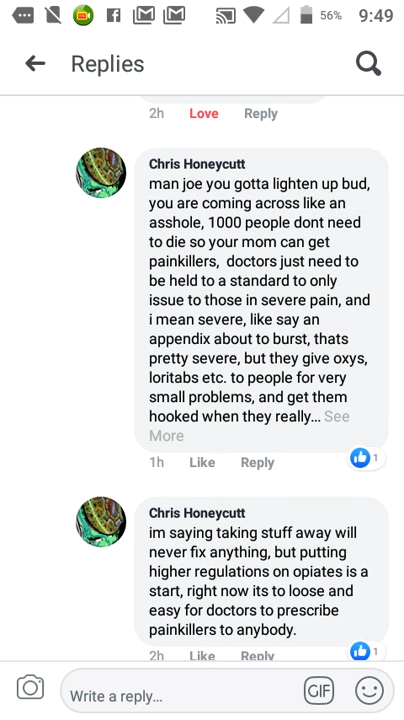 56% 9:49
Replies
2h Love Reply
Chris Honeycutt
man joe you gotta lighten up bud,
you are coming across like an
asshole, 1000 people dont need
to die so your mom can get
painkillers, doctors just need to
be held to a standard to only
issue to those in severe pain, and
i mean severe, like say an
appendix about to burst, thats
pretty severe, but they give oxys,
loritabs etc. to people for very
small problems, and get them
hooked when they really... See
More
1h Like Reply 1
Chris Honeycutt
im saying taking stuff away will
never fix anything, but putting
higher regulations on opiates is a
start, right now its to loose and
easy for doctors to prescribe
painkillers to anybody.
2h Like Reply 1
Write a reply... GIF